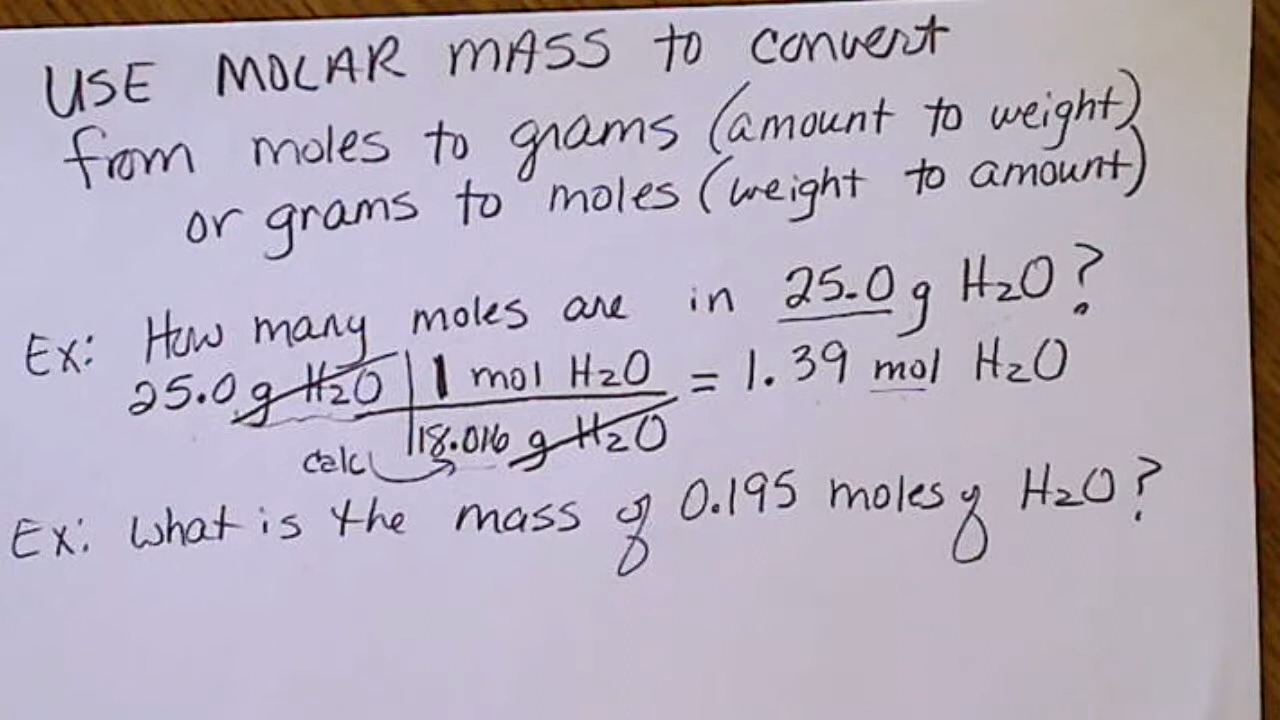 USE MOLAR MASS to convert
from moles to grams (amount to weight)
or grams to moles (weight to amount)
Ex: How many moles are in 25.0 g H2O?
25.0 g H2O | 1 mol H2O = 1.39 mol H2O
18.016 g H2O
calc
Ex: What is the mass of 0.195 moles of H2O?